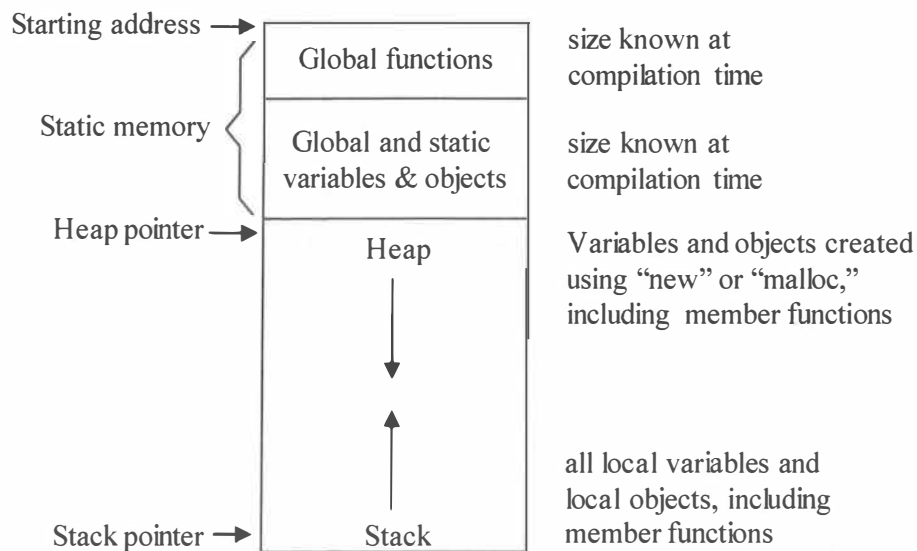 Starting address
Global functions
size known at
compilation time
Static memory
Global and static
variables & objects
size known at
compilation time
Heap pointer
Heap
Variables and objects created
using “new” or “malloc,”
including member functions
all local variables and
local objects, including
member functions
Stack pointer
Stack